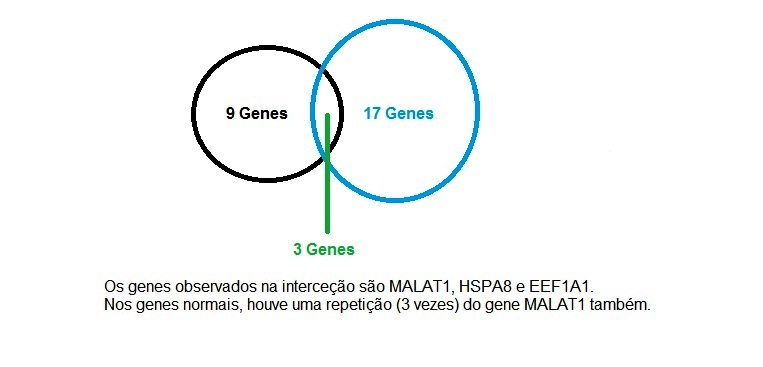 9 Genes
17 Genes
3 Genes
Os genes observados na interceção são MALAT1, HSPA8 e EEF1A1.
Nos genes normais, houve uma repetição (3 vezes) do gene MALAT1 também.